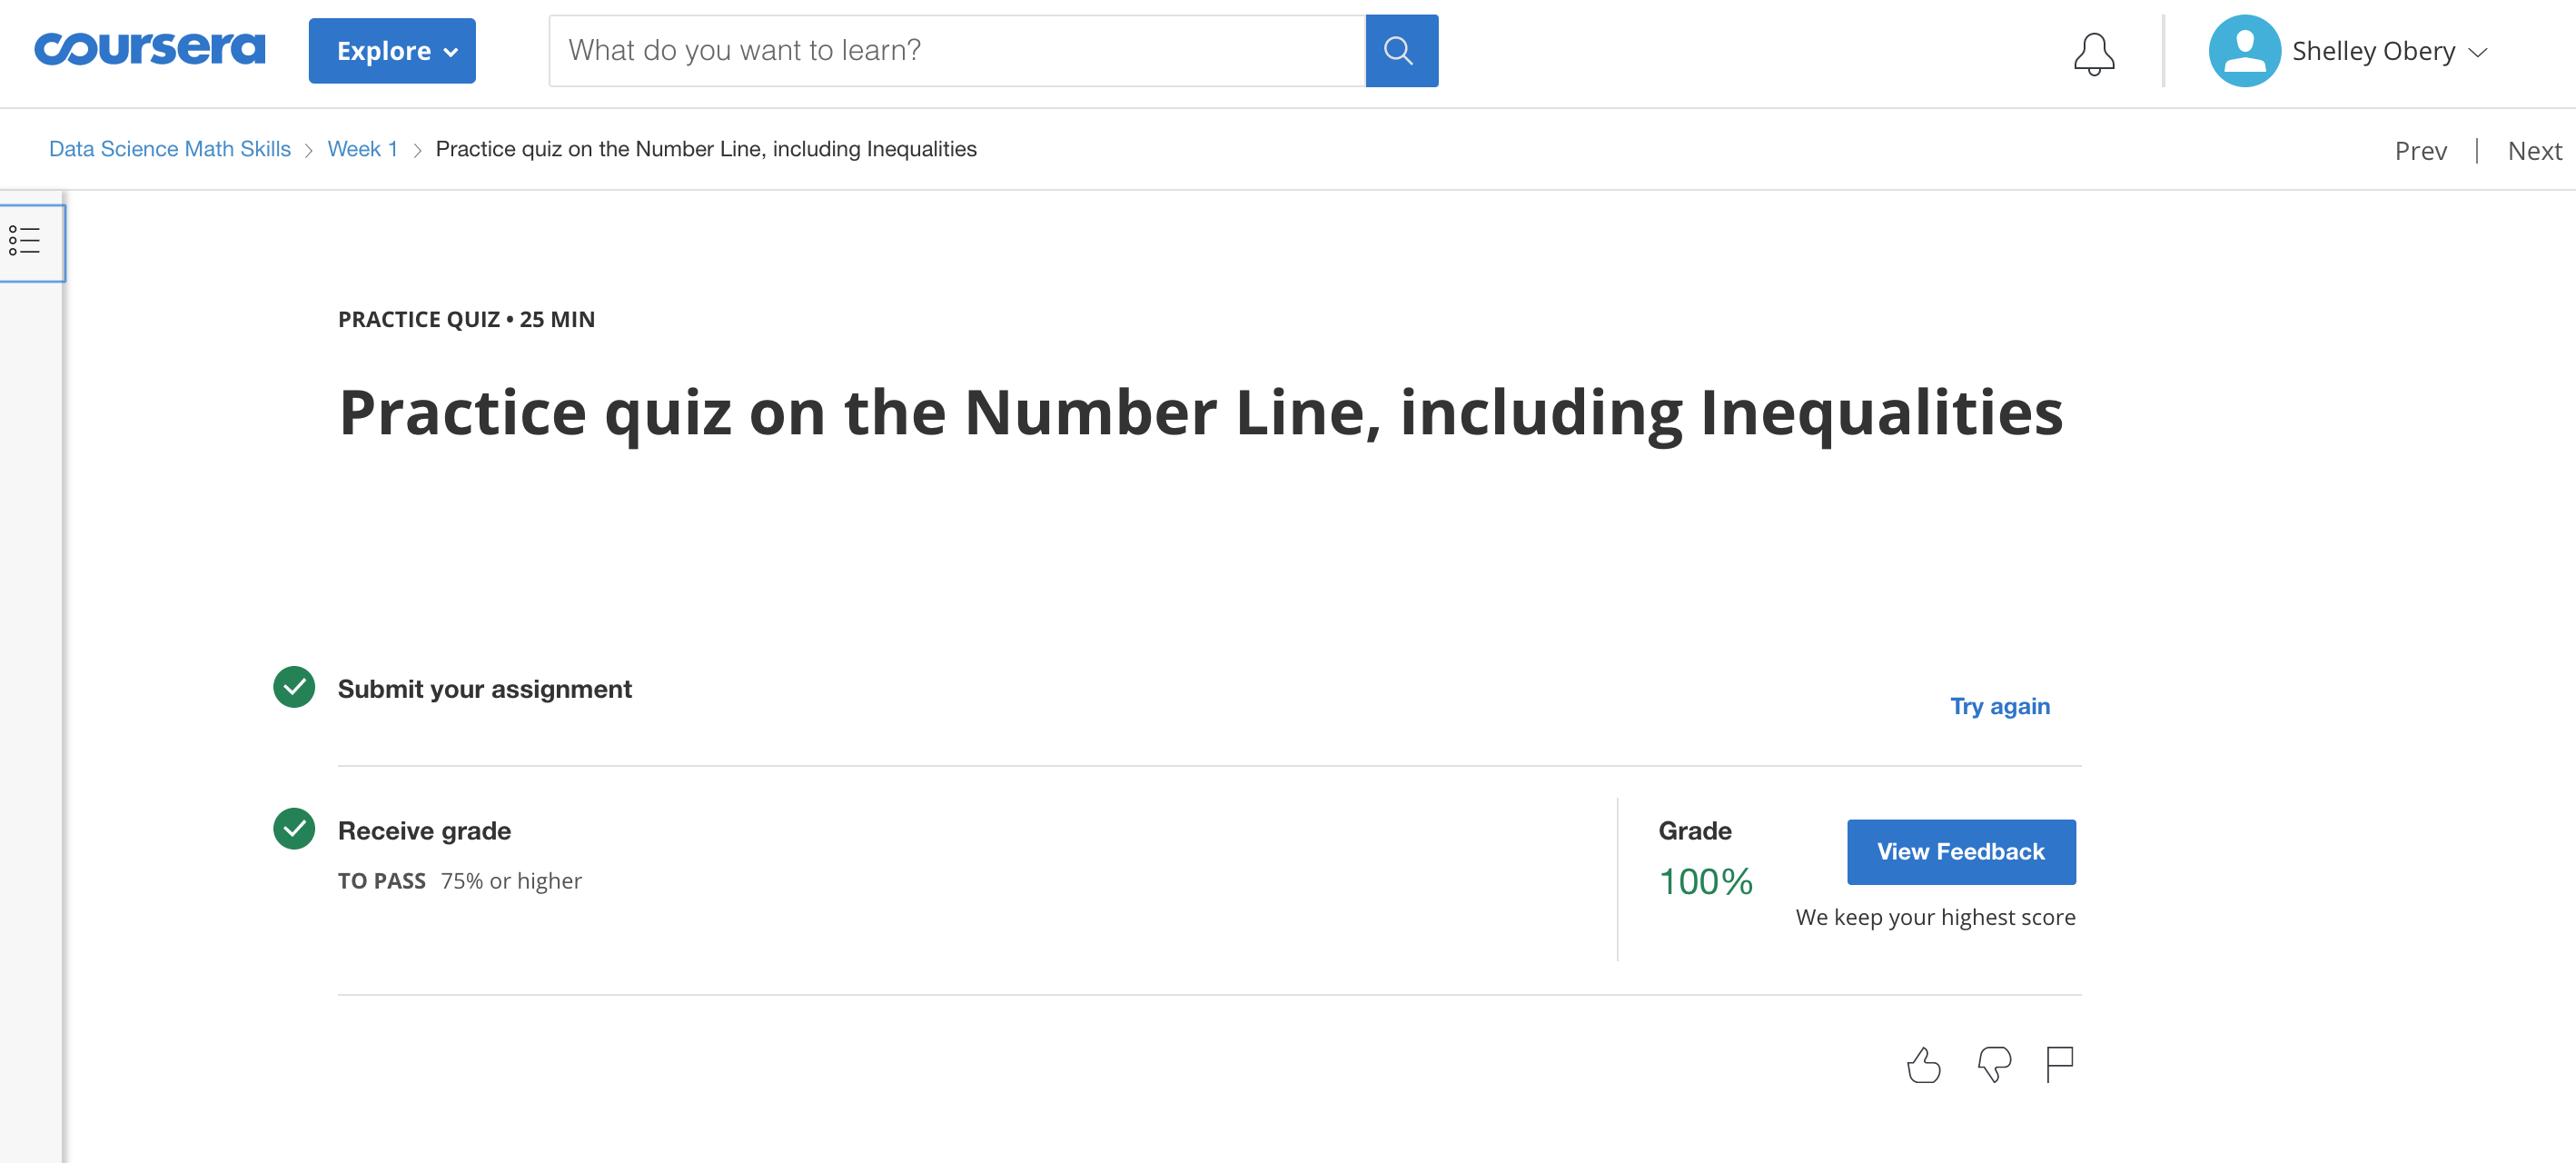 coursera
Explore
What do you want to learn?
Shelley Obery
Data Science Math Skills > Week 1 > Practice quiz on the Number Line, including Inequalities
Prev | Next
PRACTICE QUIZ • 25 MIN
Practice quiz on the Number Line, including Inequalities
Submit your assignment
Try again
Receive grade
TO PASS 75% or higher
Grade
100%
View Feedback
We keep your highest score